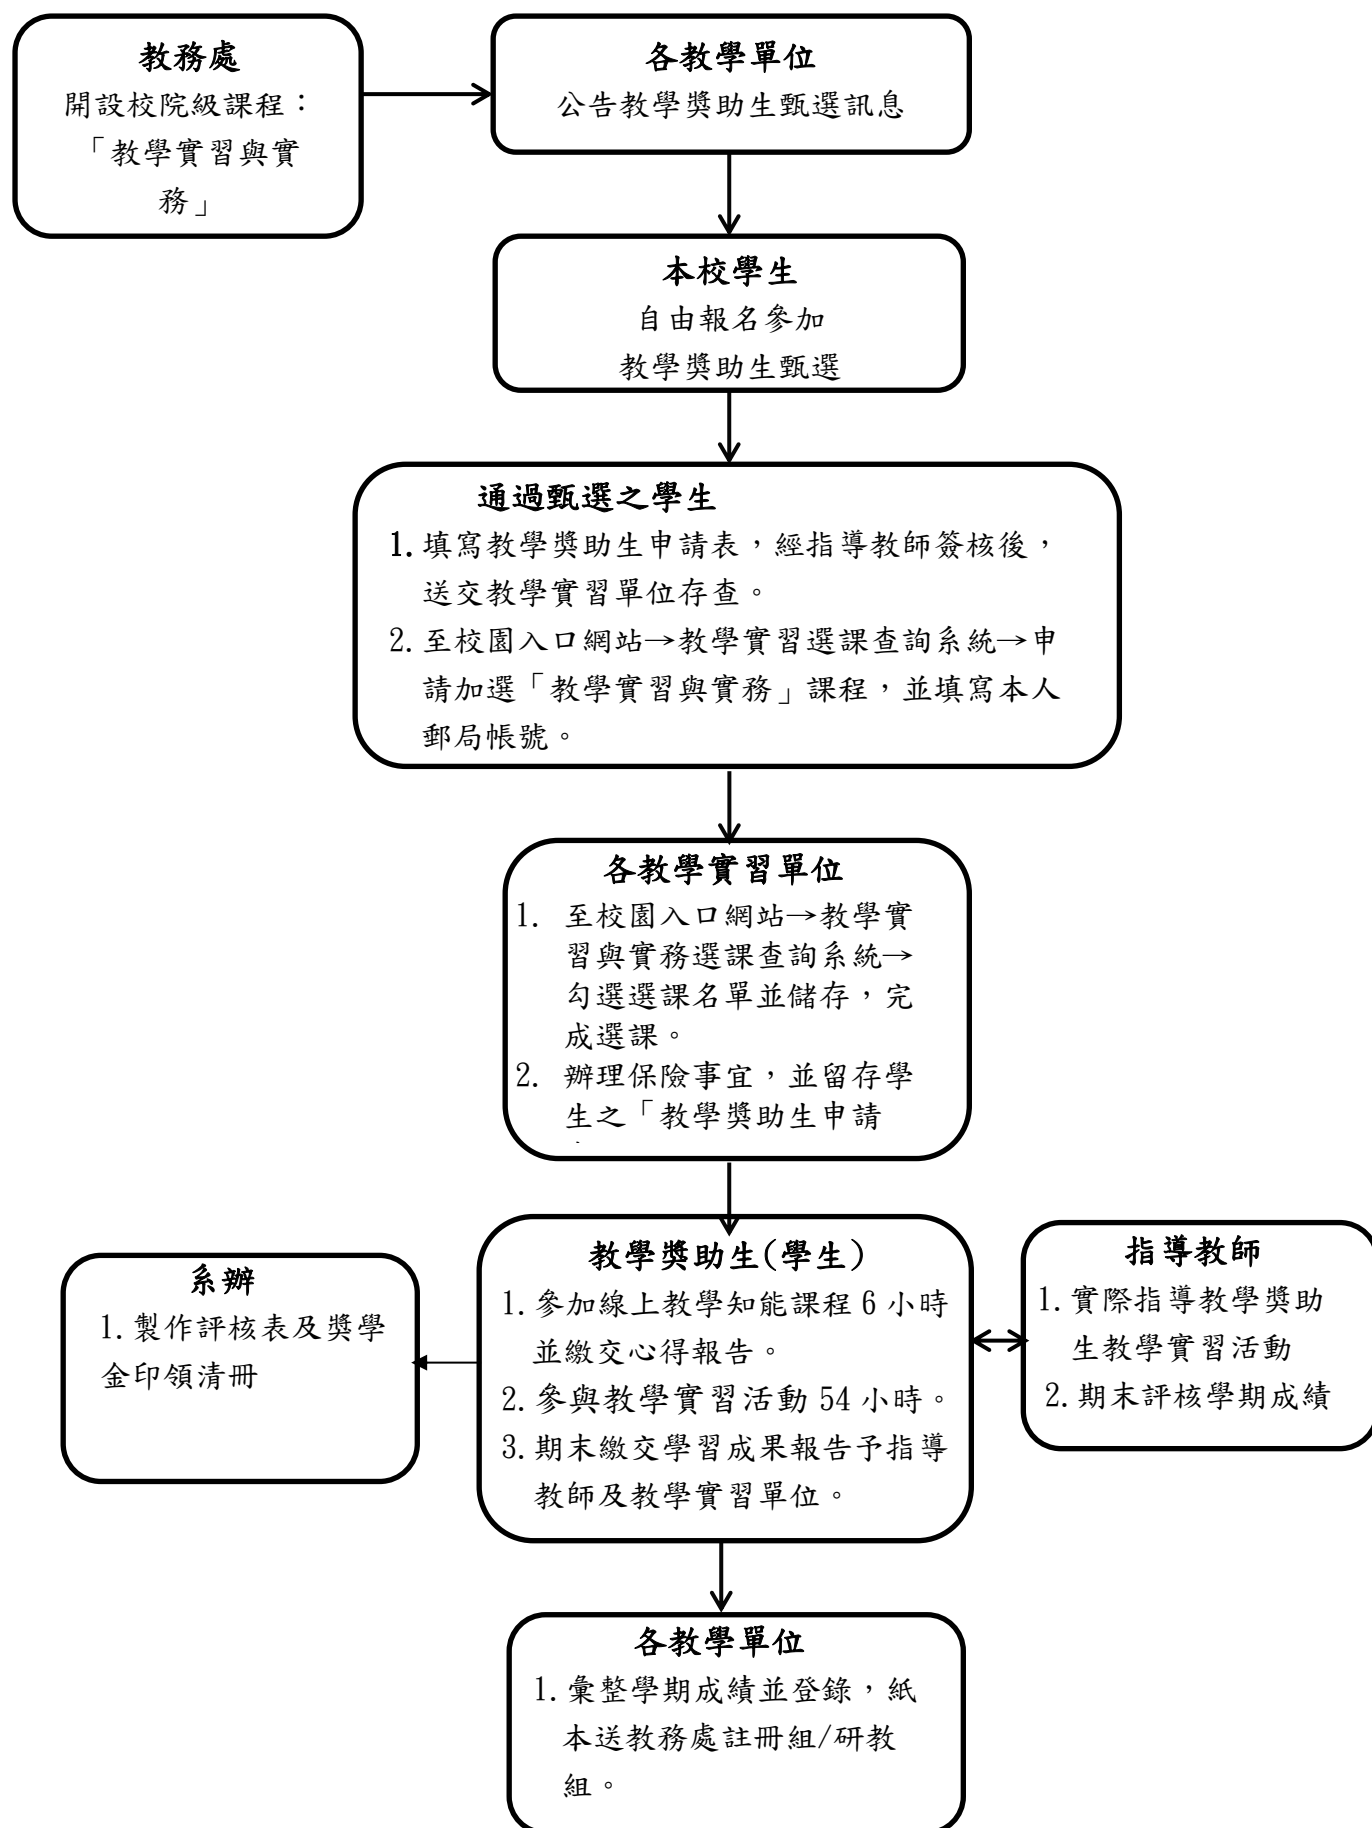 教務處
開設校院級課程：
「教學實習與實
務」
各教學單位
公告教學獎助生甄選訊息
本校學生
自由報名參加
教學獎助生甄選
通過甄選之學生
1.填寫教學獎助生申請表，經指導教師簽核後，
送交教學實習單位存查。
2.至校園入口網站→教學實習選課查詢系統→申
請加選「教學實習與實務」課程，並填寫本人
郵局帳號。
各教學實習單位
1. 至校園入口網站→教學實
習與實務選課查詢系統→
勾選選課名單並儲存，完
成選課。
2. 辦理保險事宜，並留存學
生之「教學獎助生申請
系辦
1.製作評核表及獎學
金印領清冊
教學獎助生(學生)
1.參加線上教學知能課程 6 小時
並繳交心得報告。
2.參與教學實習活動 54 小時。
3.期末繳交學習成果報告予指導
教師及教學實習單位。
指導教師
1.實際指導教學獎助
生教學實習活動
2.期末評核學期成績
各教學單位
1.彙整學期成績並登錄，紙
本送教務處註冊組/研教
組。